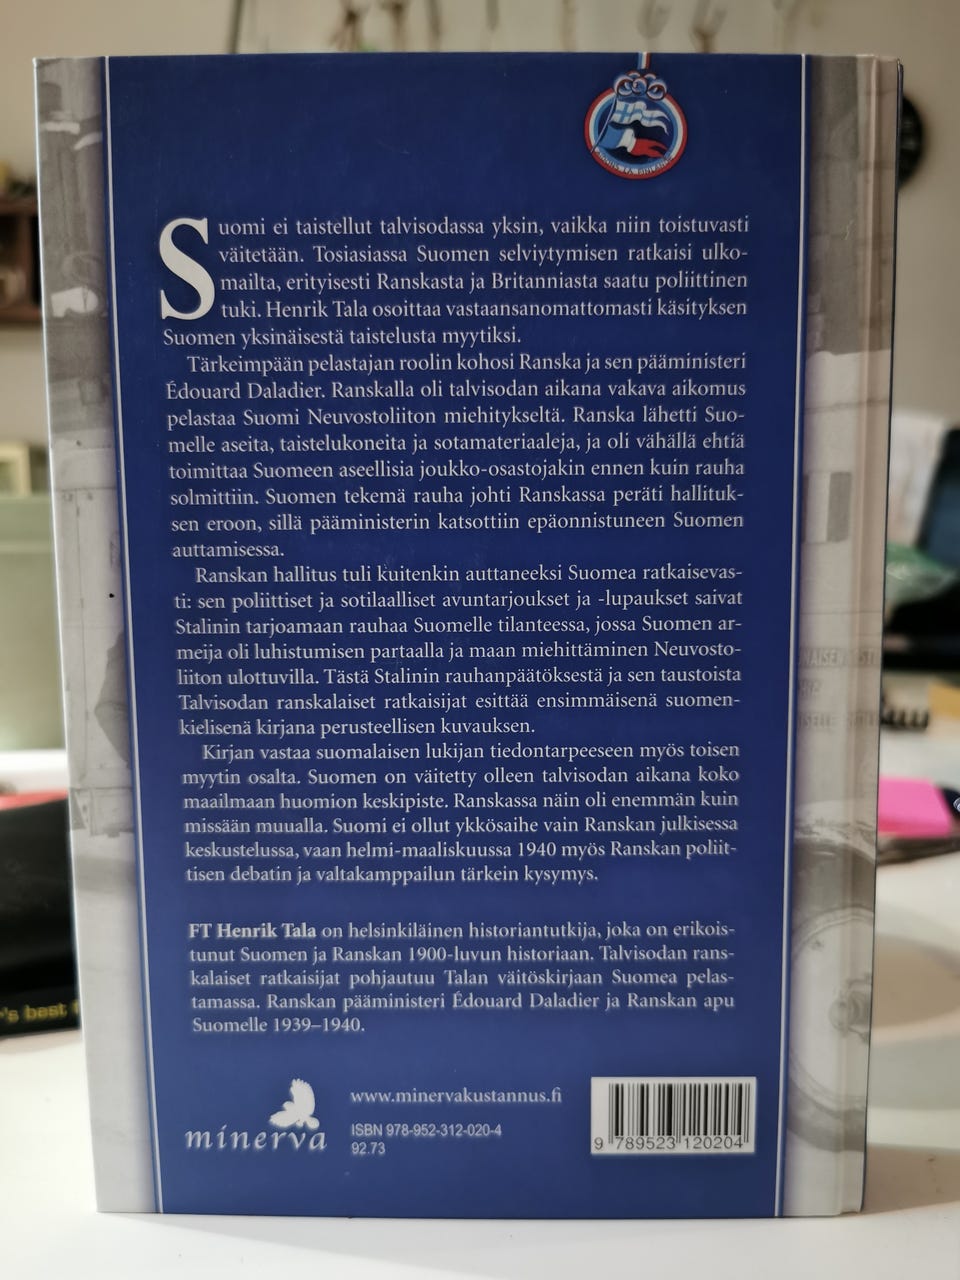 AIDONS LA FINLANDE
Suomi ei taistellut talvisodassa yksin, vaikka niin toistuvasti
väitetään. Tosiasiassa Suomen selviytymisen ratkaisi ulko-
mailta, erityisesti Ranskasta ja Britanniasta saatu poliittinen
tuki. Henrik Tala osoittaa vastaansanomattomasti käsityksen
Suomen yksinäisestä taistelusta myytiksi.
Tärkeimpään pelastajan roolin kohosi Ranska ja sen pääministeri
Édouard Daladier. Ranskalla oli talvisodan aikana vakava aikomus
pelastaa Suomi Neuvostoliiton miehitykseltä. Ranska lähetti Suo-
melle aseita, taistelukoneita ja sotamateriaaleja, ja oli vähällä ehtiä
toimittaa Suomeen aseellisia joukko-osastojakin ennen kuin rauha
solmittiin. Suomen tekemä rauha johti Ranskassa peräti hallituk-
sen eroon, sillä pääministerin katsottiin epäonnistuneen Suomen
auttamisessa.
Ranskan hallitus tuli kuitenkin auttaneeksi Suomea ratkaisevas-
ti: sen poliittiset ja sotilaalliset avuntarjoukset ja -lupaukset saivat
Stalinin tarjoamaan rauhaa Suomelle tilanteessa, jossa Suomen ar-
meija oli luhistumisen partaalla ja maan miehittäminen Neuvosto-
liiton ulottuvilla. Tästä Stalinin rauhanpäätöksestä ja sen taustoista
Talvisodan ranskalaiset ratkaisijat esittää ensimmäisenä suomen-
kielisenä kirjana perusteellisen kuvauksen.
Kirjan vastaa suomalaisen lukijan tiedontarpeeseen myös toisen
myytin osalta. Suomen on väitetty olleen talvisodan aikana koko
maailmaan huomion keskipiste. Ranskassa näin oli enemmän kuin
missään muualla. Suomi ei ollut ykkösaihe vain Ranskan julkisessa
keskustelussa, vaan helmi-maaliskuussa 1940 myös Ranskan poliit-
tisen debatin ja valtakamppailun tärkein kysymys.
FT Henrik Tala on helsinkiläinen historiantutkija, joka on erikois-
tunut Suomen ja Ranskan 1900-luvun historiaan. Talvisodan rans-
kalaiset ratkaisijat pohjautuu Talan väitöskirjaan Suomea pelas-
tamassa. Ranskan pääministeri Édouard Daladier ja Ranskan apu
Suomelle 1939–1940.
minerva
www.minervakustannus.fi
ISBN 978-952-312-020-4
92.73
9 789523 120204
's best